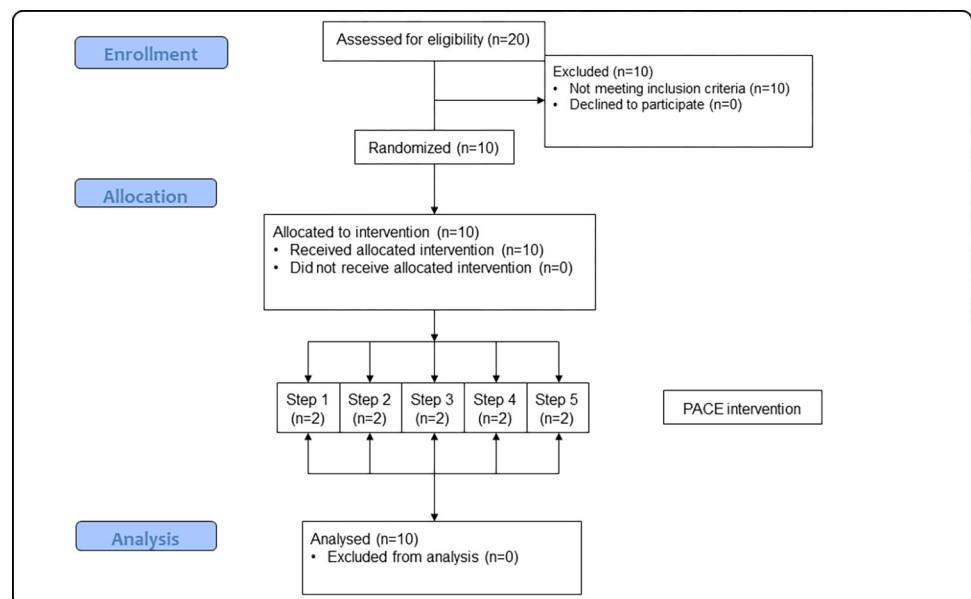 Enrollment
Assessed for eligibility (n=20)
Excluded (n=10)
• Not meeting inclusion criteria (n=10)
• Declined to participate (n=0)
Randomized (n=10)
Allocation
Allocated to intervention (n=10)
• Received allocated intervention (n=10)
• Did not receive allocated intervention (n=0)
Step 1
(n=2)
Step 2
(n=2)
Step 3
(n=2)
Step 4
(n=2)
Step 5
(n=2)
PACE intervention
Analysis
Analysed (n=10)
• Excluded from analysis (n=0)